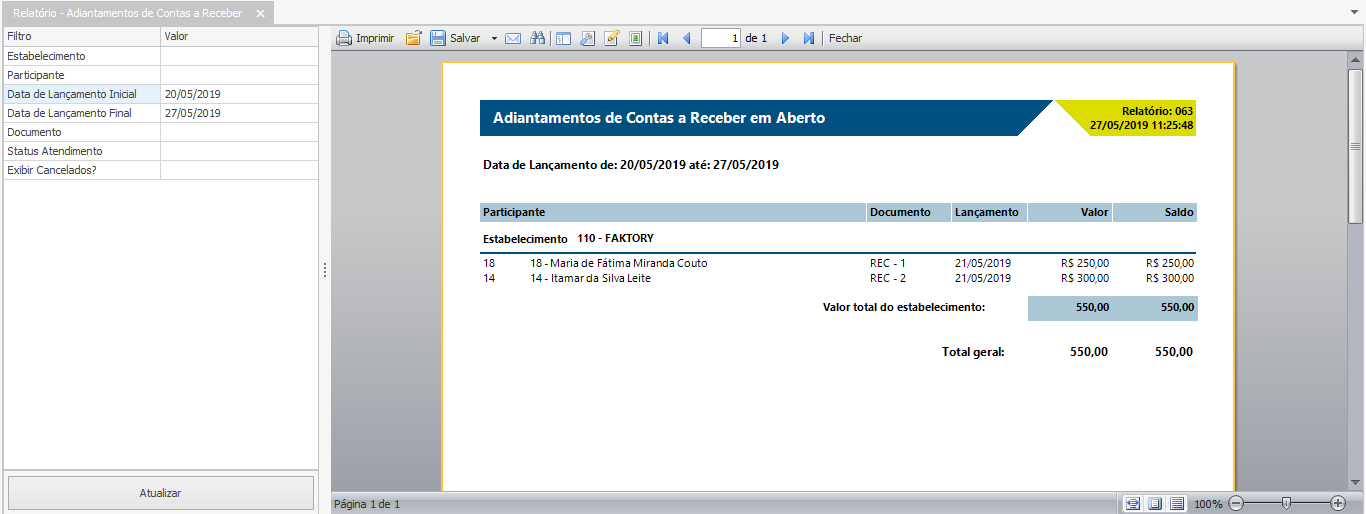 Relatório - Adiantamentos de Contas a Receber
Filtro Valor
Estabelecimento
Participante
Data de Lançamento Inicial 20/05/2019
Data de Lançamento Final 27/05/2019
Documento
Status Atendimento
Exibir Cancelados?
Atualizar
Imprimir Salvar 1 de 1 Fechar
Adiantamentos de Contas a Receber em Aberto
Relatório: 063
27/05/2019 11:25:48
Data de Lançamento de: 20/05/2019 até: 27/05/2019
Participante Documento Lançamento Valor Saldo
Estabelecimento 110 - FAKTORY
18 18 - Maria de Fátima Miranda Couto REC - 1 21/05/2019 R$ 250,00 R$ 250,00
14 14 - Itamar da Silva Leite REC - 2 21/05/2019 R$ 300,00 R$ 300,00
Valor total do estabelecimento: 550,00 550,00
Total geral: 550,00 550,00
Página 1 de 1 100%